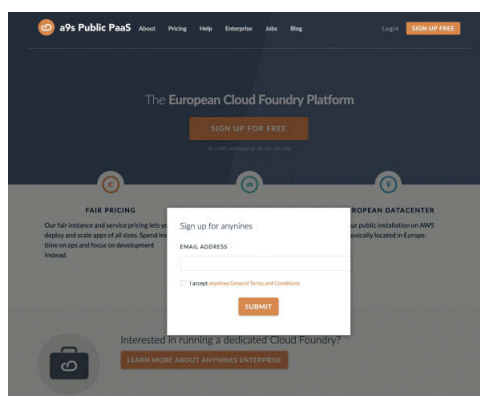 a9s Public PaaS About Pricing Help Enterprise Jobs Blog Login SIGN UP FREE
The European Cloud Foundry Platform
SIGN UP FOR FREE
FAIR PRICING
ROPEAN DATACENTER
Our fair instance and service pricing lets yo
deploy and scale apps of all sizes. Spend les
time on ops and focus on development
instead.
ur public installation on AWS
ysically located in Europe.
Sign up for anynines
EMAIL ADDRESS
I accept anynines General Terms and Conditions
SUBMIT
Interested in running a dedicated Cloud Foundry?
LEARN MORE ABOUT ANYNINES ENTERPRISE